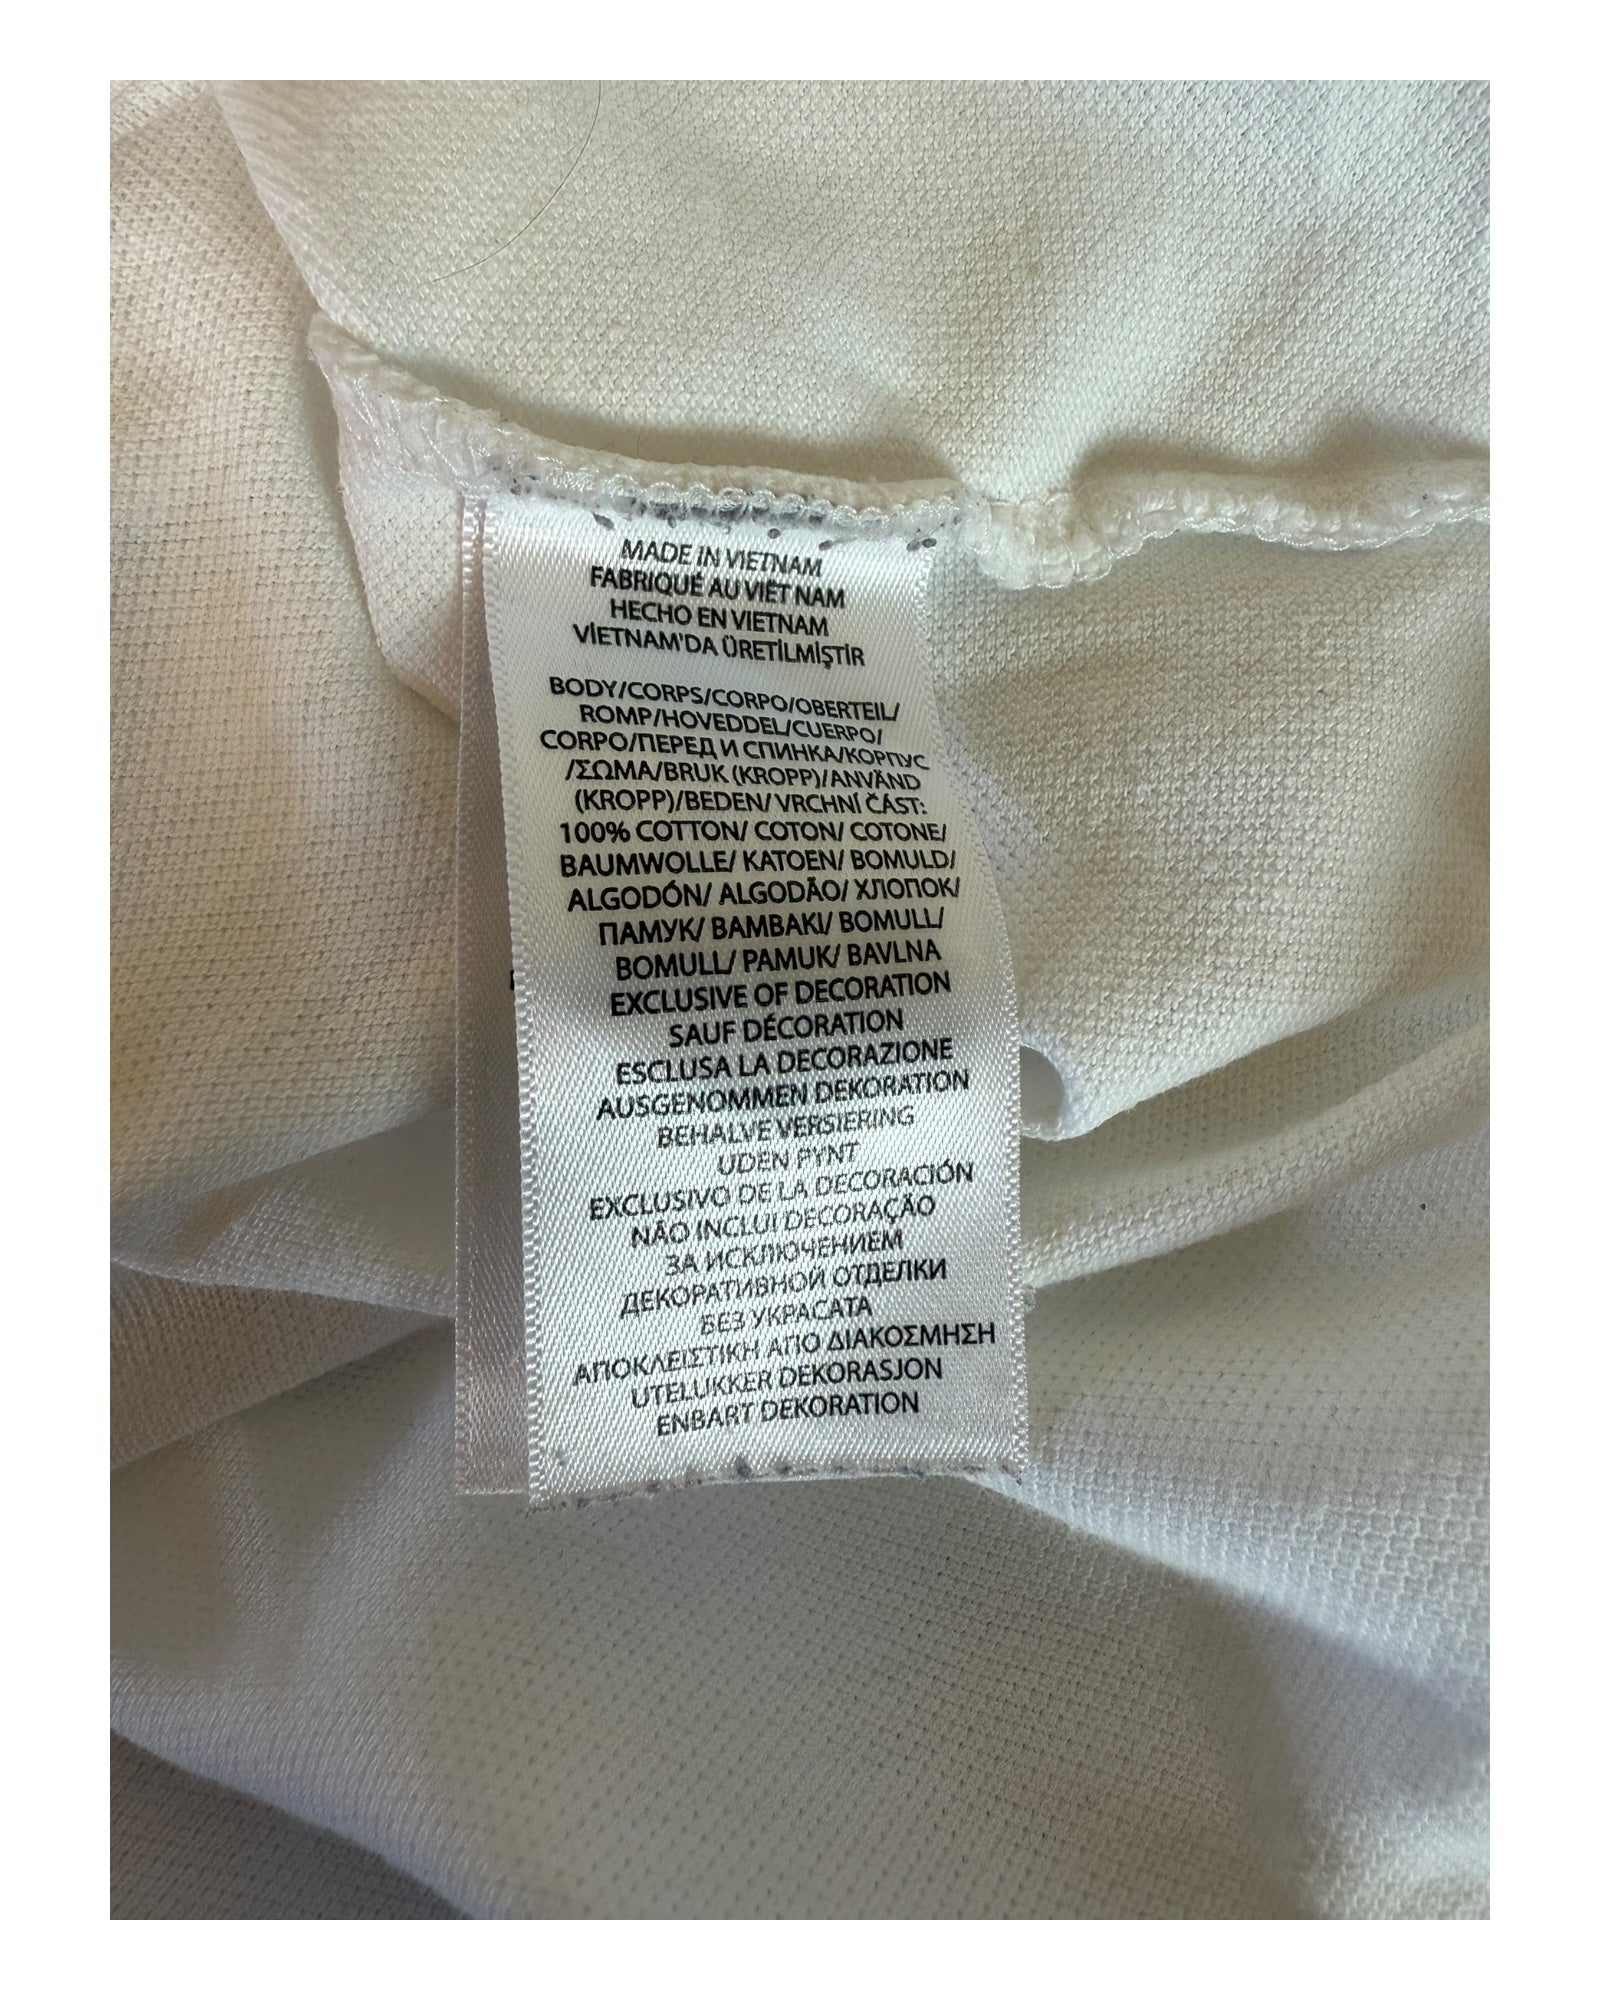 MADE IN VIETNAM
FABRIQUÉ AU VIÊT NAM
HECHO EN VIETNAM
VİETNAM'DA ÜRETİLMİŞTİR
BODY/CORPS/CORPO/OBERTEIL/
ROMP/HOVEDDEL/CUERPO/
CORPO/ПЕРЕД И СПИНКА/КОРПУС
/ΣΩΜΑ/BRUK (KROPP)/ANVÄND
(KROPP)/BEDEN/ VRCHNÍ ČÁST:
100% COTTON/ COTON/ COTONE/
BAUMWOLLE/ KATOEN/ BOMULD/
ALGODÓN/ ALGODÃO/ ХЛОПОК/
ПАМУК/ BAMBAKI/ BOMULL/
BOMULL/ PAMUK/ BAVLNA
EXCLUSIVE OF DECORATION
SAUF DÉCORATION
ESCLUSA LA DECORAZIONE
AUSGENOMMEN DEKORATION
BEHALVE VERSIERING
UDEN PYNT
EXCLUSIVO DE LA DECORACIÓN
NÃO INCLUI DECORAÇÃO
ЗА ИСКЛЮЧЕНИЕМ
ДЕКОРАТИВНОЙ ОТДЕЛКИ
БЕЗ УКРАСАТА
ΑΠΟΚΛΕΙΣΤΙΚΗ ΑΠΟ ΔΙΑΚΟΣΜΗΣΗ
UTELUKKER DEKORASJON
ENBART DEKORATION